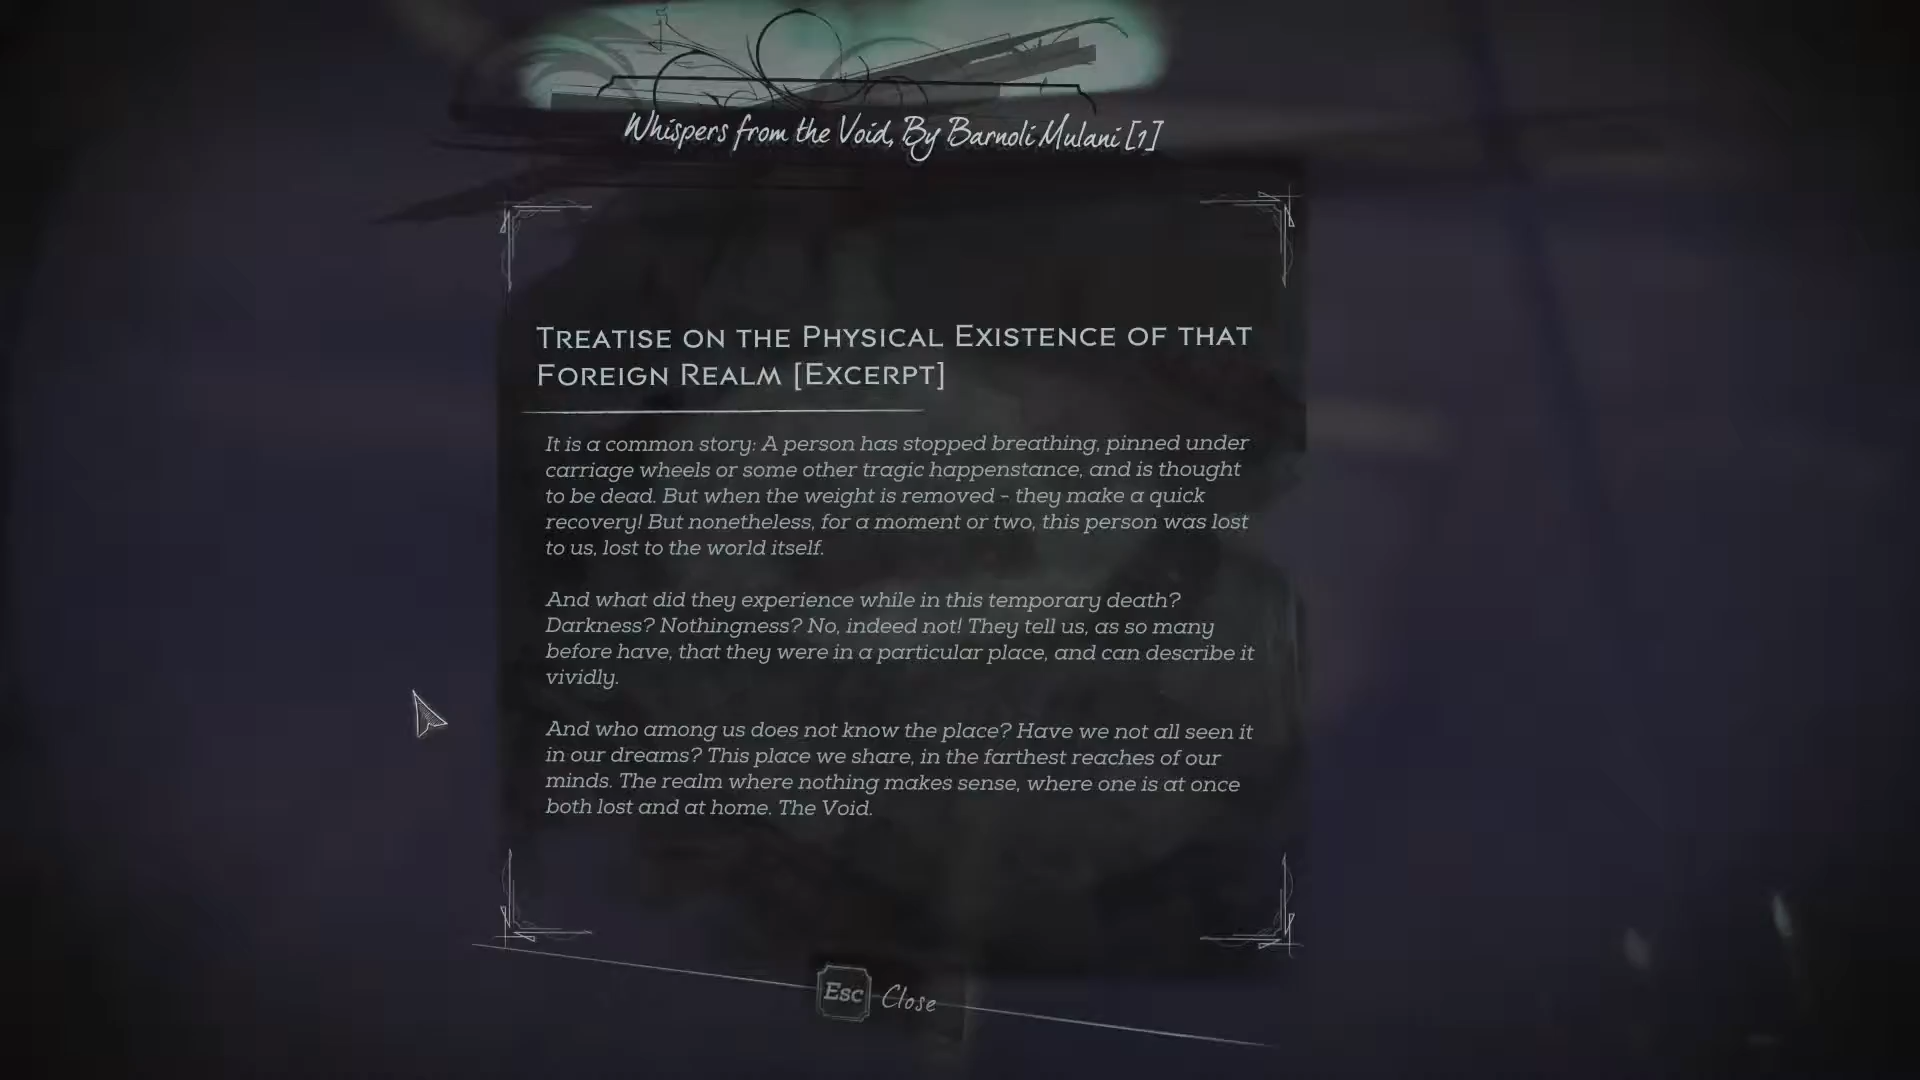 Whispers from the Void, By Barnoli Mulani [1]
Treatise on the Physical Existence of that
Foreign Realm [Excerpt]
It is a common story: A person has stopped breathing, pinned under
carriage wheels or some other tragic happenstance, and is thought
to be dead. But when the weight is removed - they make a quick
recovery! But nonetheless, for a moment or two, this person was lost
to us, lost to the world itself.
And what did they experience while in this temporary death?
Darkness? Nothingness? No, indeed not! They tell us, as so many
before have, that they were in a particular place, and can describe it
vividly.
And who among us does not know the place? Have we not all seen it
in our dreams? This place we share, in the farthest reaches of our
minds. The realm where nothing makes sense, where one is at once
both lost and at home. The Void.
Esc Close